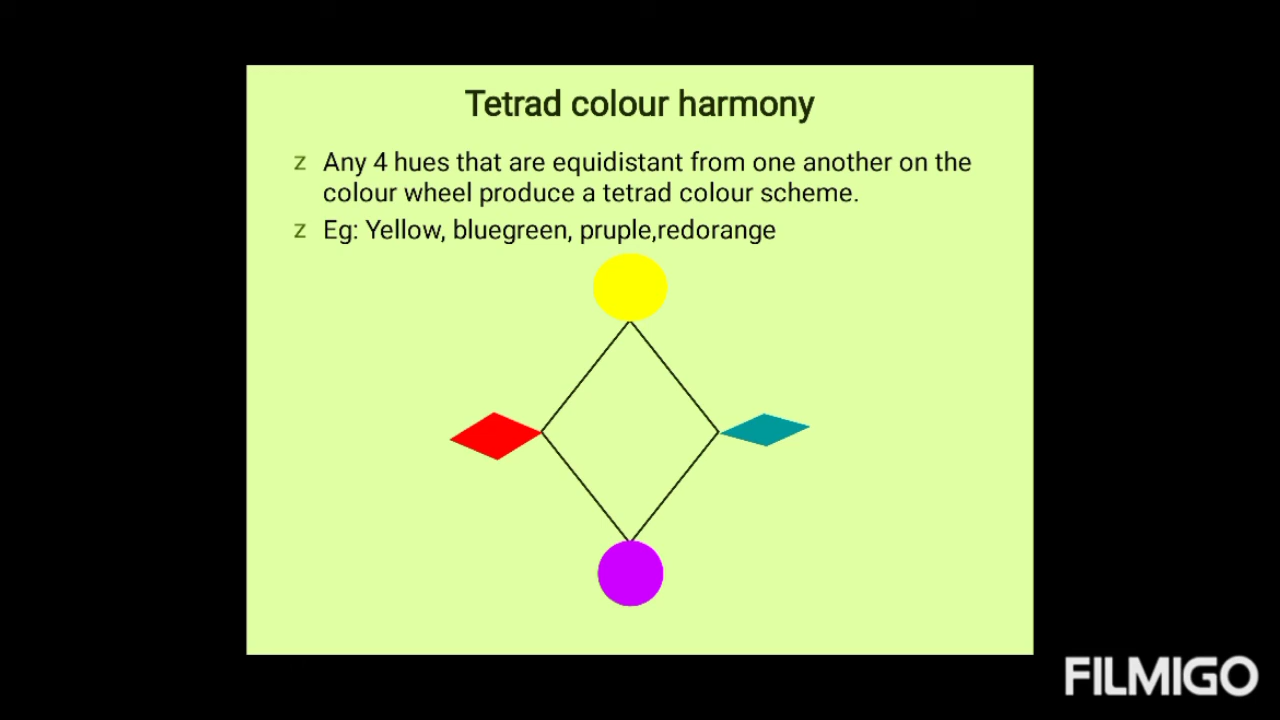 Tetrad colour harmony
z Any 4 hues that are equidistant from one another on the
colour wheel produce a tetrad colour scheme.
z Eg: Yellow, bluegreen, pruple,redorange
FILMIGO